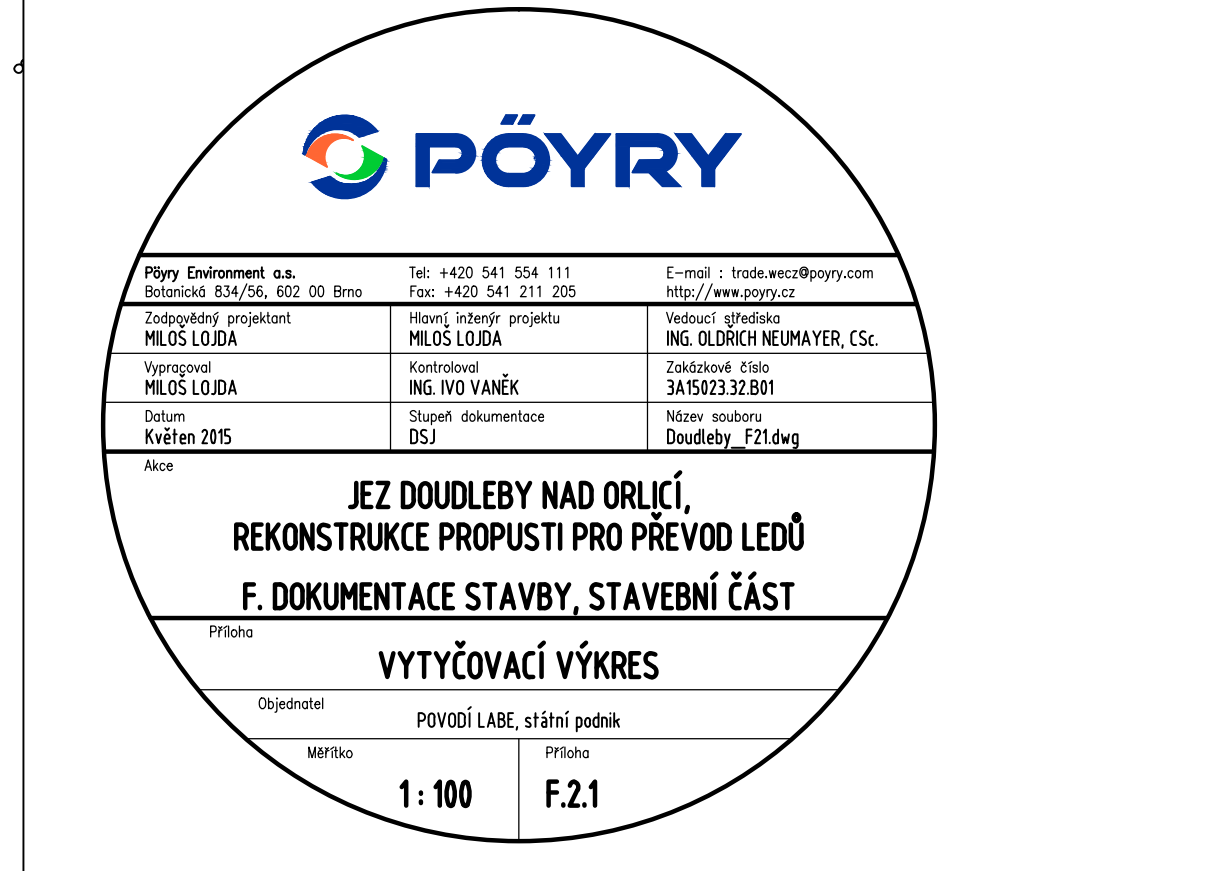 PÖYRY
Pöyry Environment a.s. Tel: +420 541 554 111 E-mail : trade.wecz@poyry.com
Botanická 834/56, 602 00 Brno Fax: +420 541 211 205 http://www.poyry.cz
Zodpovědný projektant Hlavní inženýr projektu Vedoucí střediska
MILOŠ LOJDA MILOŠ LOJDA ING. OLDŘICH NEUMAYER, CSc.
Vypracoval Kontroloval Zakázkové číslo
MILOŠ LOJDA ING. IVO VANĚK 3A15023.32.B01
Datum Stupeň dokumentace Název souboru
Květen 2015 DSJ Doudleby_F21.dwg
Akce
JEZ DOUDLEBY NAD ORLICÍ,
REKONSTRUKCE PROPUSTI PRO PŘEVOD LEDŮ
F. DOKUMENTACE STAVBY, STAVEBNÍ ČÁST
Příloha
VYTYČOVACÍ VÝKRES
Objednatel
POVODÍ LABE, státní podnik
Měřítko Příloha
1 : 100 F.2.1